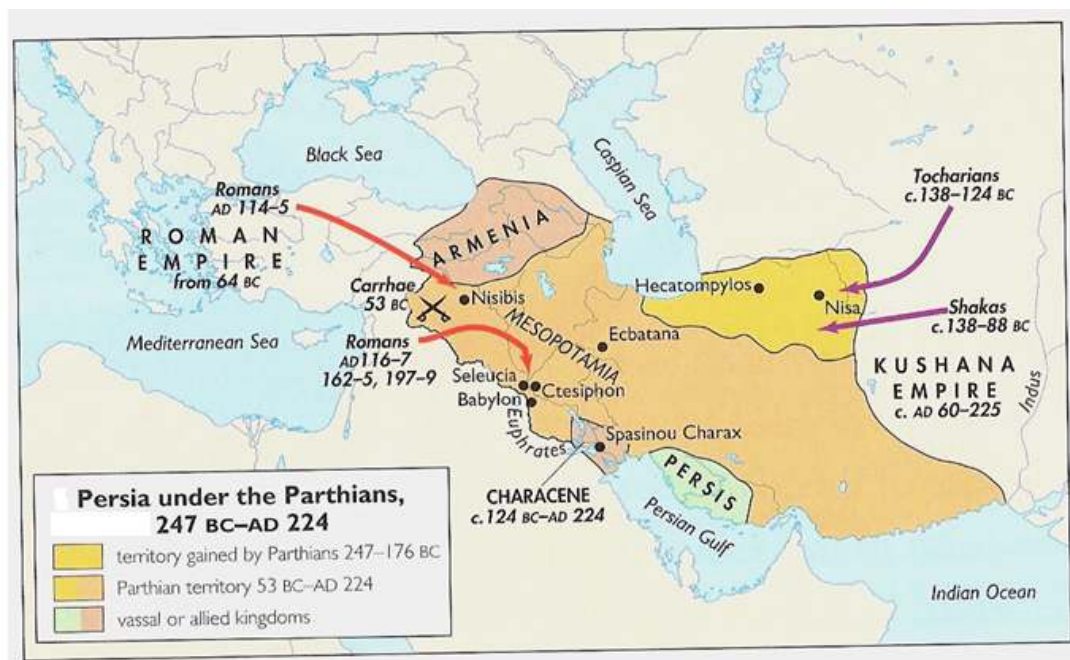 Black Sea
Caspian Sea
Tocharians
c.138–124 BC
Romans
AD 114–5
ROMAN
EMPIRE
from 64 BC
ARMENIA
Carrhae
53 BC
Nisibis
Hecatompylos
Nisa
Shakas
c.138–88 BC
MESOPOTAMIA
Ecbatana
Mediterranean Sea
Romans
AD 116–7
162–5, 197–9
KUSHANA
EMPIRE
c. AD 60–225
Indus
Seleucia
Ctesiphon
Babylon
Euphrates
Spasinou Charax
CHARACENE
c.124 BC–AD 224
PERSIS
Persian Gulf
Indian Ocean
Persia under the Parthians,
247 BC–AD 224
territory gained by Parthians 247–176 BC
Parthian territory 53 BC–AD 224
vassal or allied kingdoms